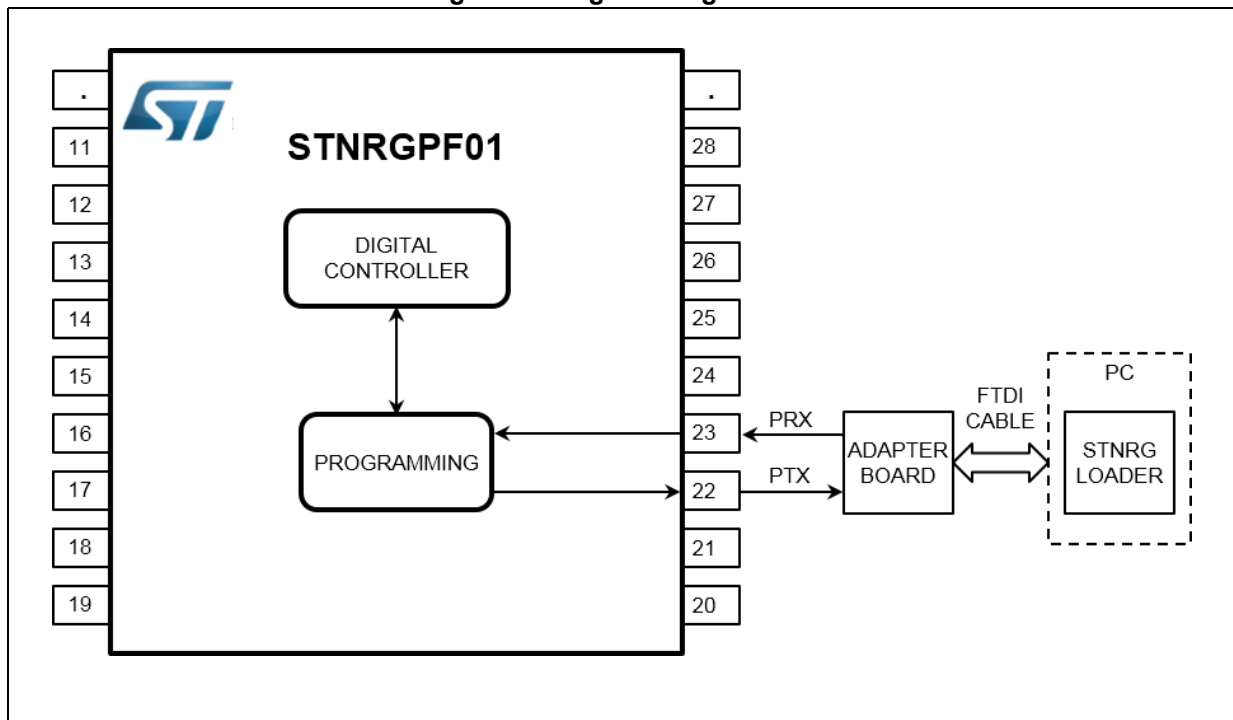 ST
STNRGPF01
.
11
12
13
14
15
16
17
18
19
DIGITAL
CONTROLLER
PROGRAMMING
.
28
27
26
25
24
23
22
21
20
PRX
PTX
ADAPTER
BOARD
FTDI
CABLE
PC
STNRG
LOADER